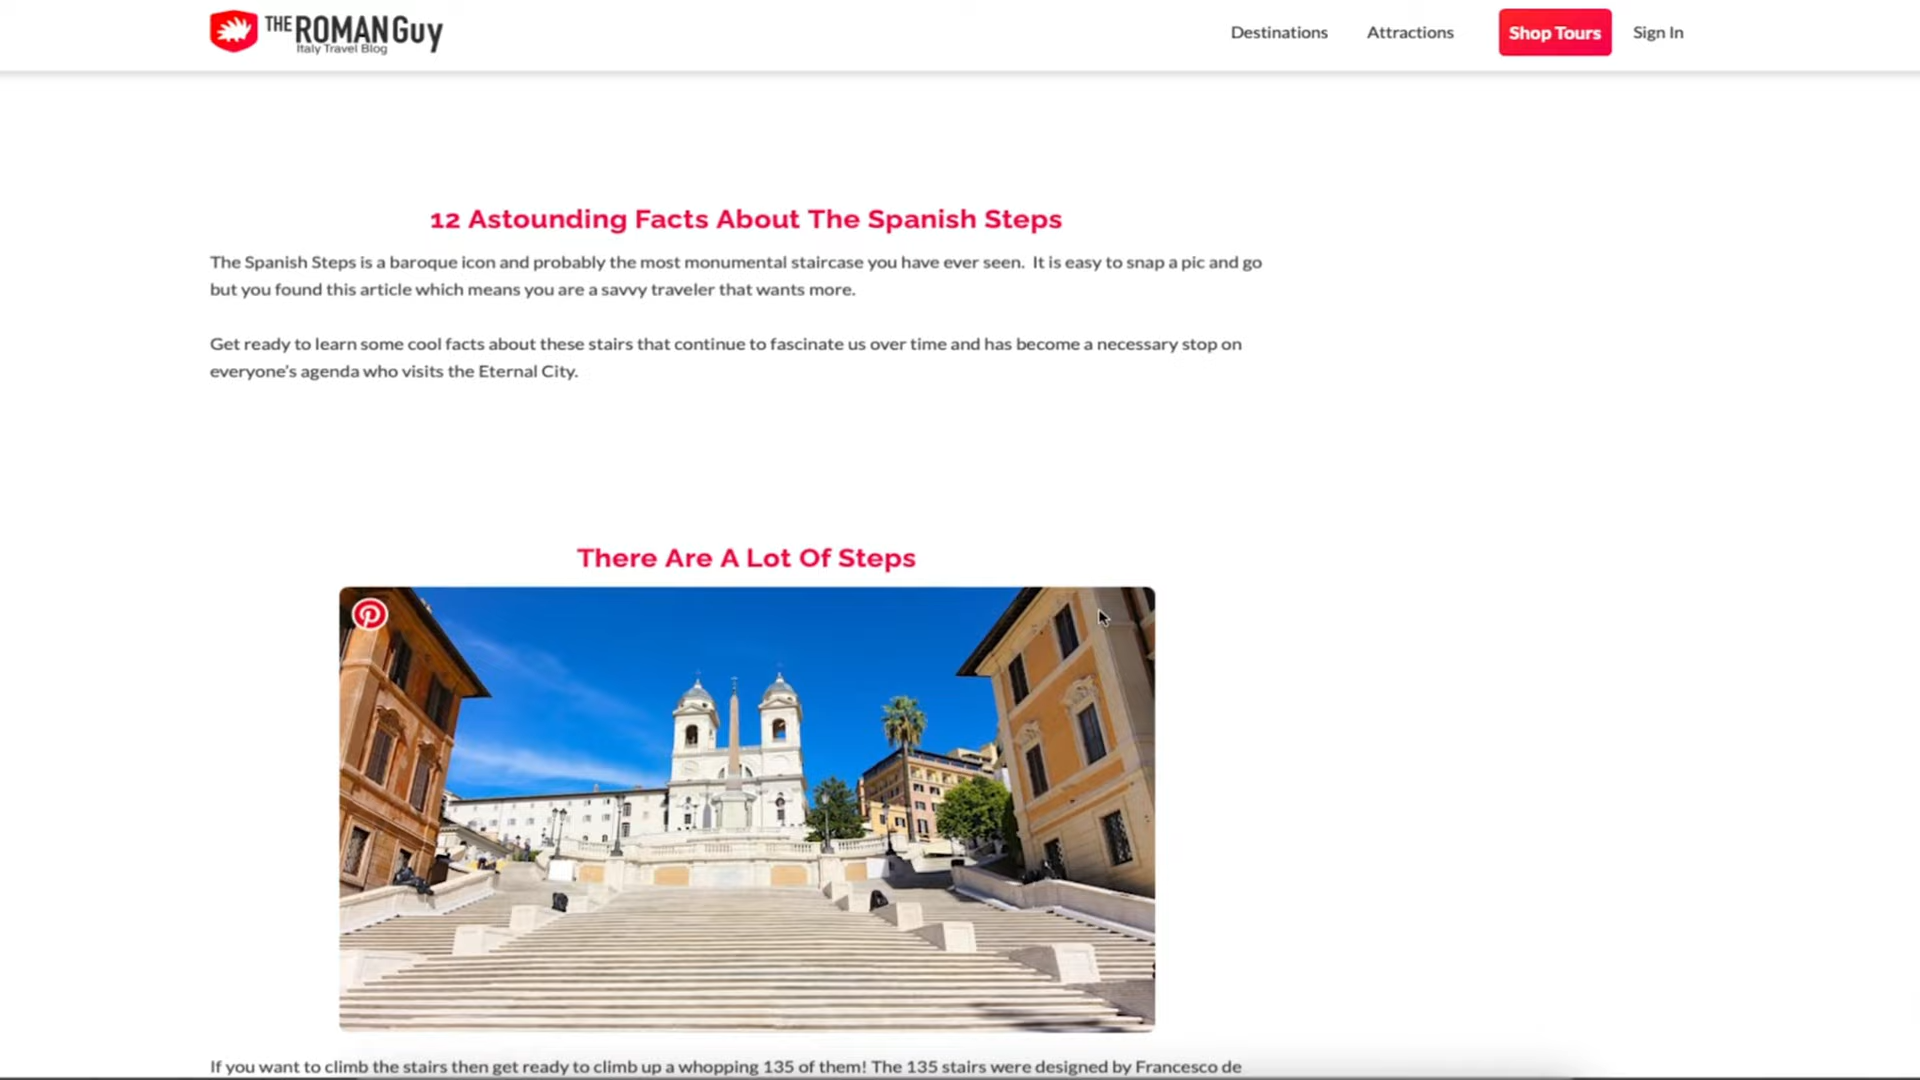 THE ROMAN GUY
Italy Travel Blog
Destinations
Attractions
Shop Tours
Sign In
12 Astounding Facts About The Spanish Steps
The Spanish Steps is a baroque icon and probably the most monumental staircase you have ever seen. It is easy to snap a pic and go
but you found this article which means you are a savvy traveler that wants more.
Get ready to learn some cool facts about these stairs that continue to fascinate us over time and has become a necessary stop on
everyone's agenda who visits the Eternal City.
There Are A Lot Of Steps
If you want to climb the stairs then get ready to climb up a whopping 135 of them! The 135 stairs were designed by Francesco de